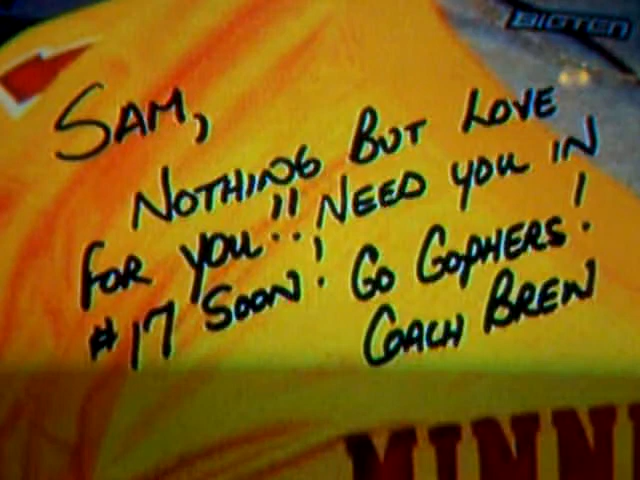 BIGTEN
SAM,
NOTHING BUT LOVE
FOR YOU!! NEED YOU IN
#17 SOON! GO GOPHERS!
COACH BREW
MINN